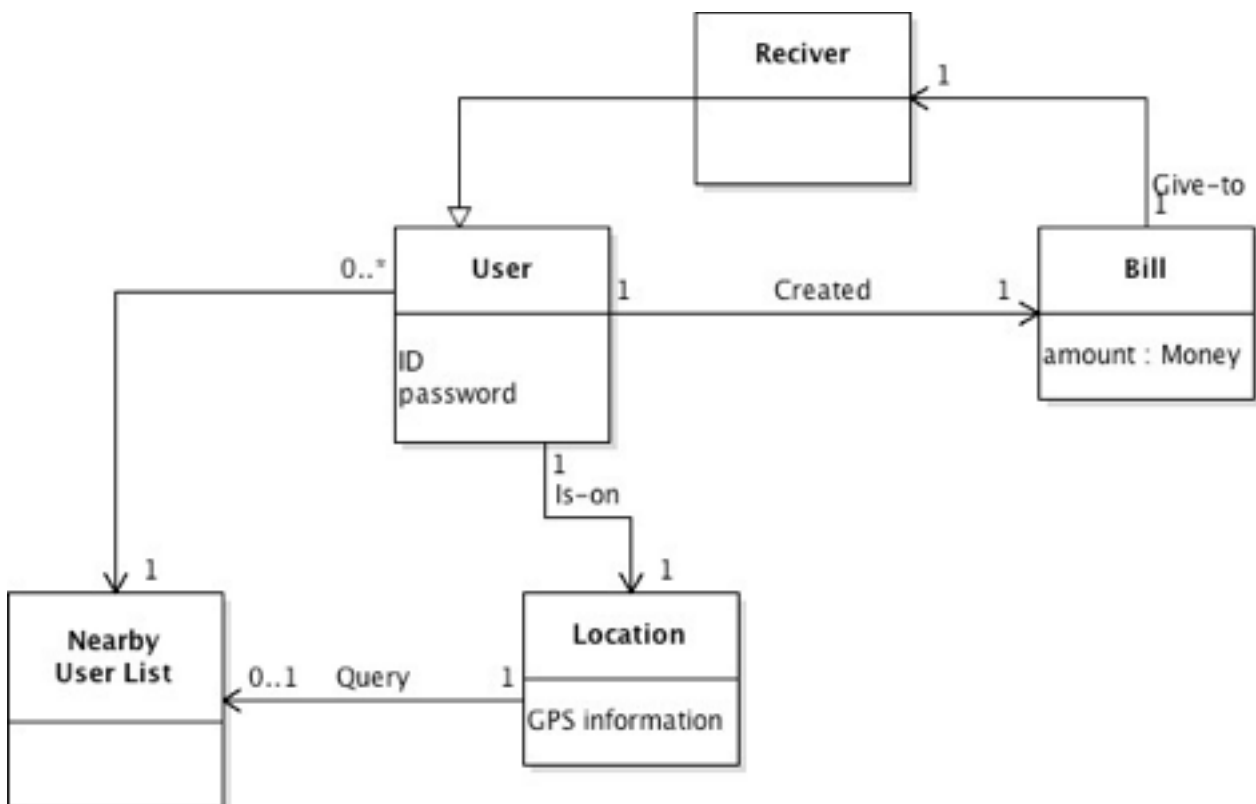 Reciver
1
Give-to
1
0..*
User
1
Created
1
Bill
ID
password
amount : Money
1
Is-on
1
1
Nearby
User List
Location
0..1
Query
1
GPS information